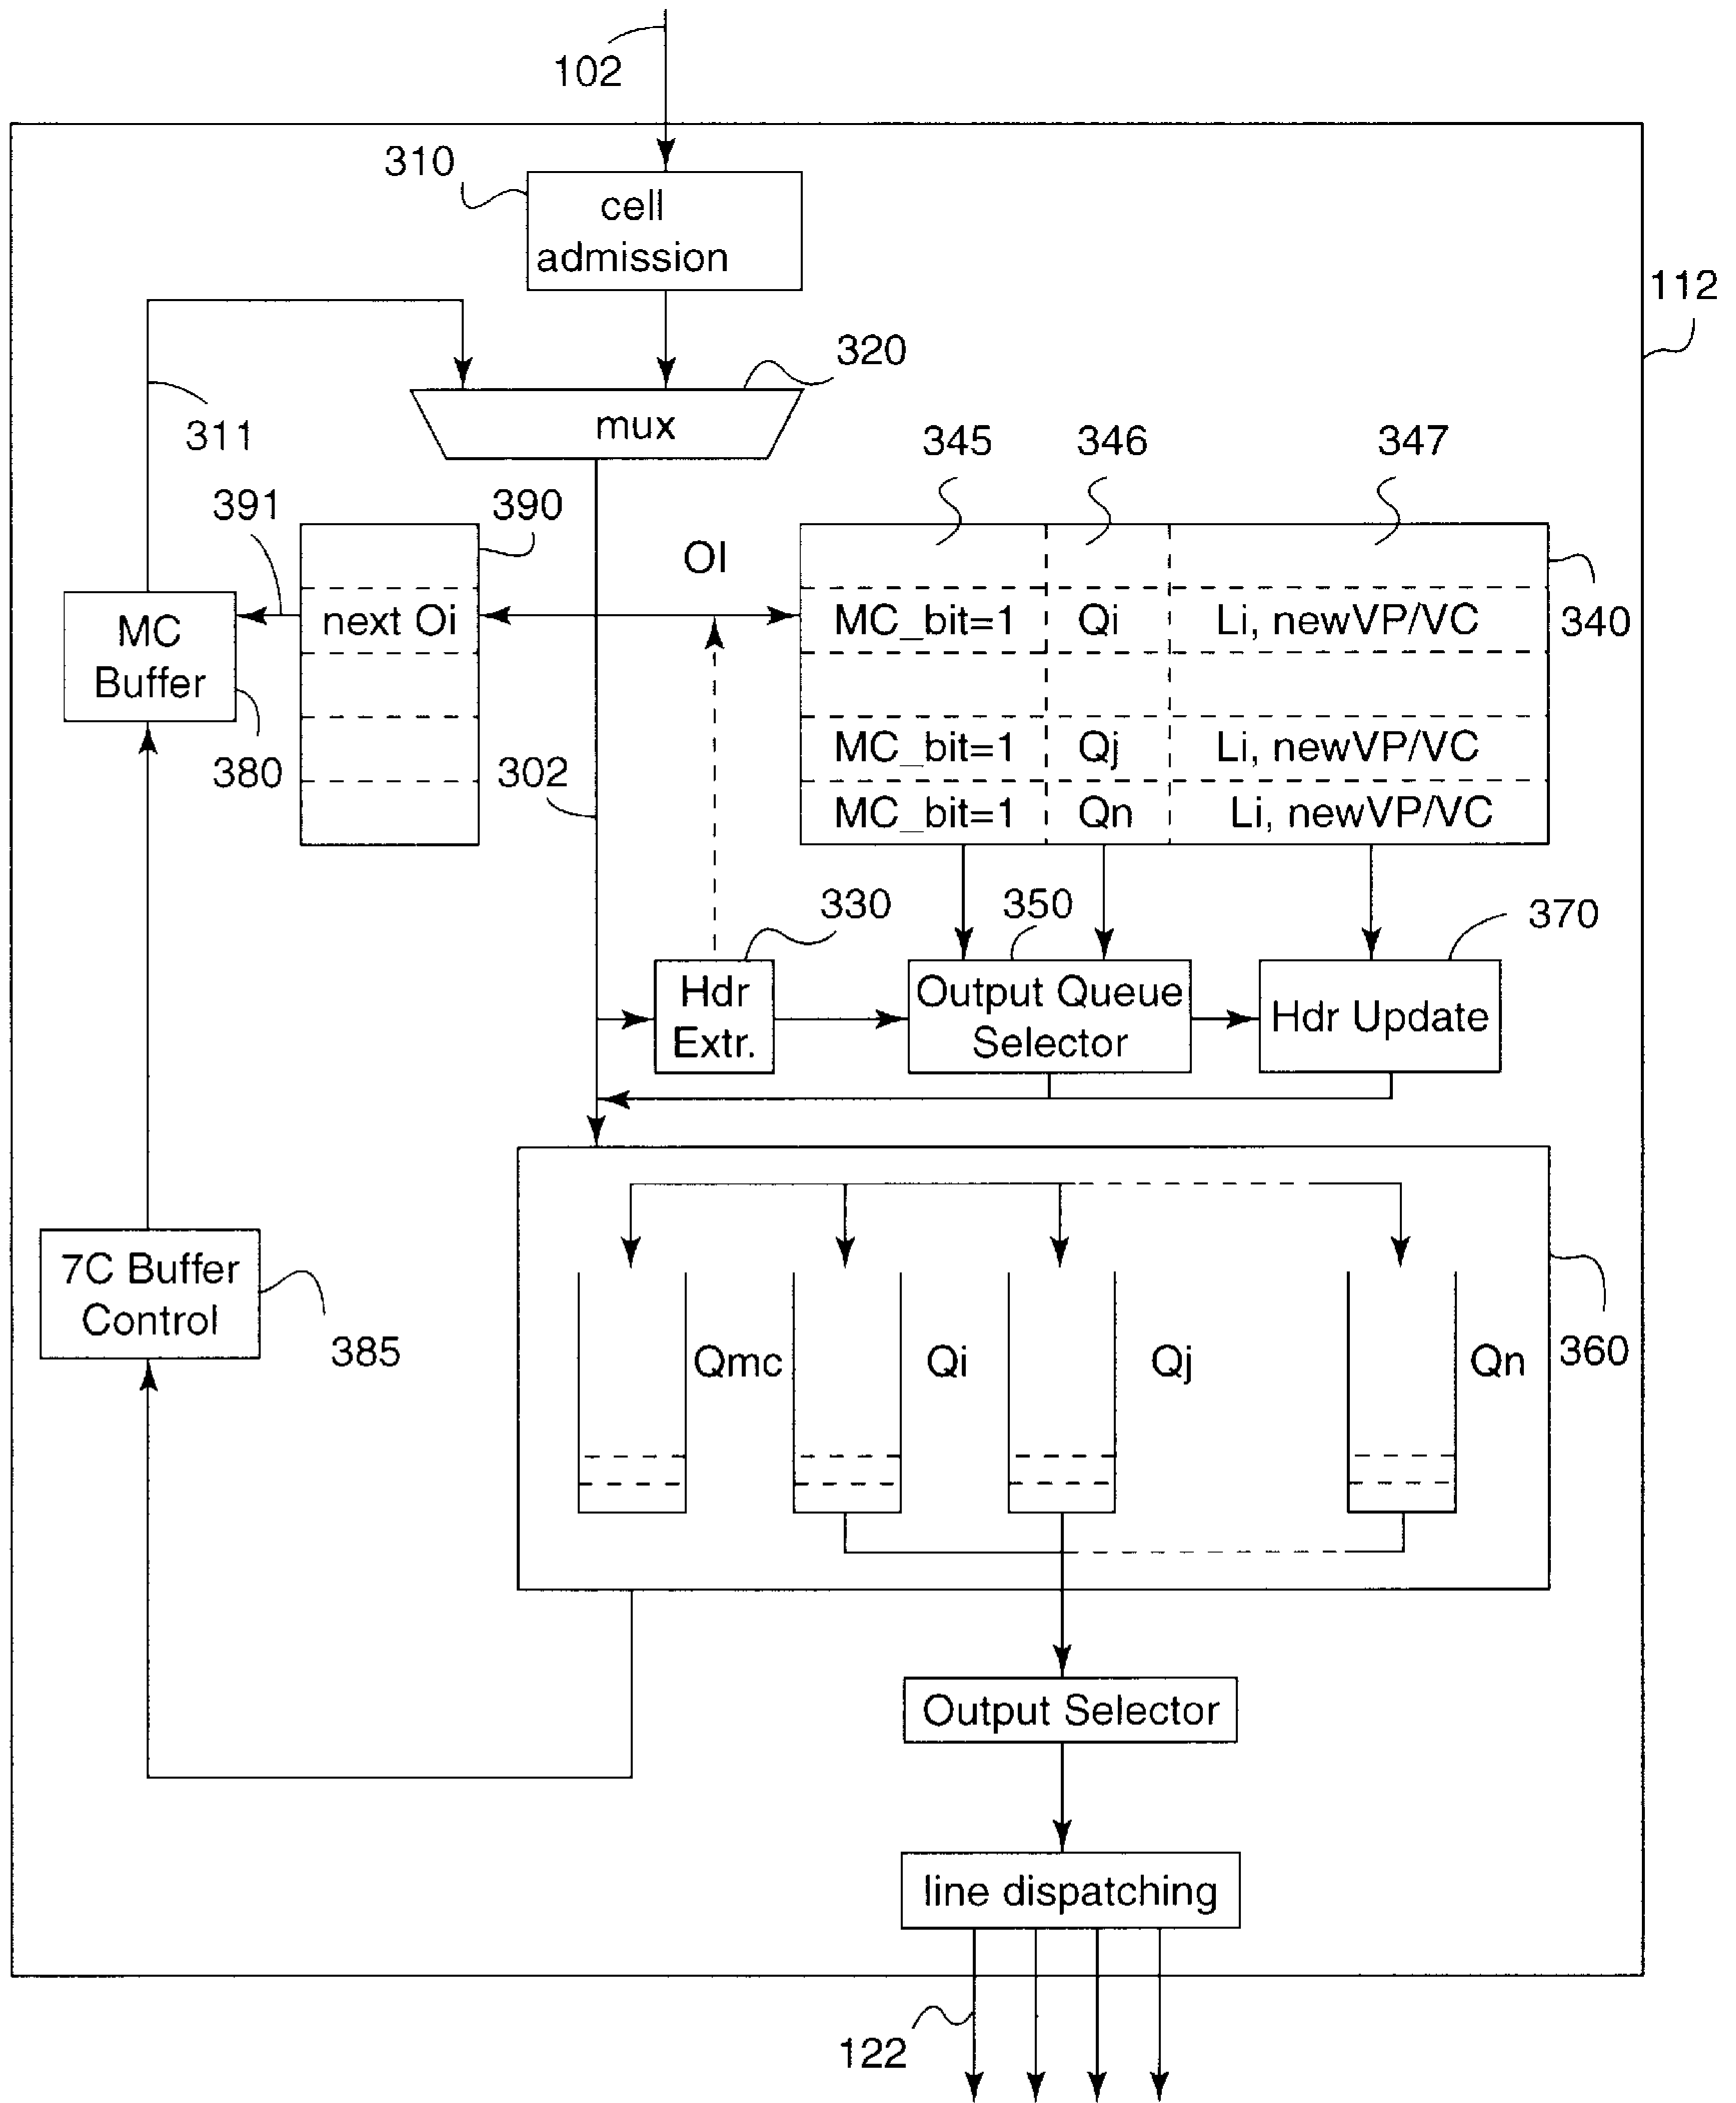 102
310
cell
admission
112
320
mux
311
345
346
347
391
390
OI
MC
Buffer
next Oi
MC_bit=1
Qi
Li, newVP/VC
340
MC_bit=1
Qj
Li, newVP/VC
380
302
MC_bit=1
Qn
Li, newVP/VC
330
350
370
Hdr
Extr.
Output Queue
Selector
Hdr Update
7C Buffer
Control
385
Qmc
Qi
Qj
Qn
360
Output Selector
line dispatching
122